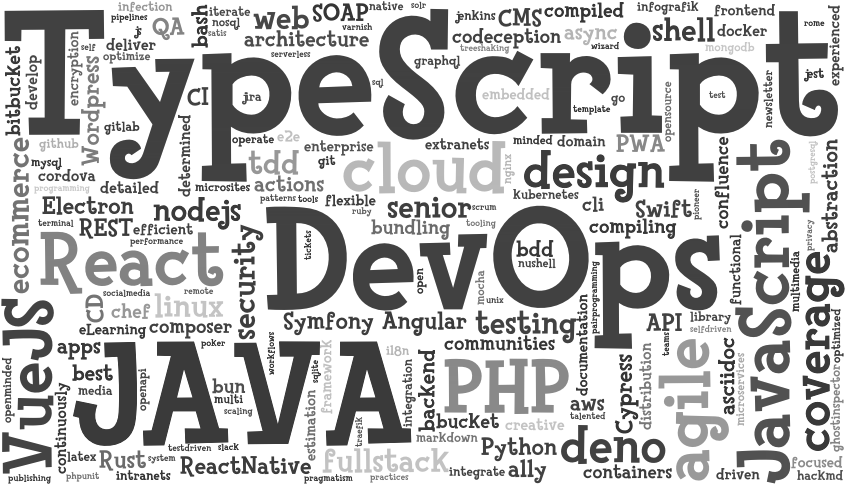 TypeScript
infection
pipelines
js
QA
deliver
optimize
self
encryption
develop
bitbucket
Wordpress
bash
iterate
nosql
satis
web
SOAP
native
solr
varnish
architecture
serverless
jenkins
CMS
compiled
codeception
treeshaking
async
wizard
infografik
frontend
shell
docker
mongodb
rome
jest
experienced
graphql
sql
CI
jira
embedded
template
go
opensource
test
newsletter
gitlab
github
mysql
cordova
programming
detailed
determined
operate
e2e
enterprise
git
tdd
actions
microsites
patterns
tools
flexible
ruby
cloud
extranets
nginx
minded
domain
PWA
design
Kubernetes
cli
Swift
pioneer
confluence
postgresql
abstraction
ecommerce
Electron
nodejs
terminal
REST
efficient
performance
senior
scrum
tooling
bundling
compiling
React
DevOps
bdd
nushell
tickets
open
mocha
unix
pairprogramming
functional
JavaScript
privacy
multimedia
security
remote
socialmedia
CD
chef
linux
eLearning
composer
Symfony
Angular
testing
documentation
API
library
selfdriven
teams
coverage
VueJS
apps
best
media
openminded
continuously
openapi
JAVA
poker
workflows
bun
multi
scaling
sqlite
framework
i18n
integration
communities
backend
PHP
bucket
creative
markdown
aws
talented
Cypress
distribution
agile
microservices
asciidoc
ghostinspector
optimized
latex
phpunit
publishing
Rust
system
intranets
testdriven
slack
ReactNative
estimation
pragmatism
traefik
fullstack
practices
integrate
Python
ally
deno
containers
driven
focused
hackmd